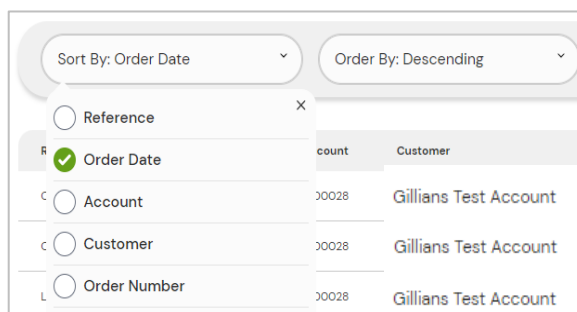 Sort By: Order Date
Order By: Descending
Reference
Order Date
Account
Customer
Order Number
Customer
Gillians Test Account
Gillians Test Account
Gillians Test Account